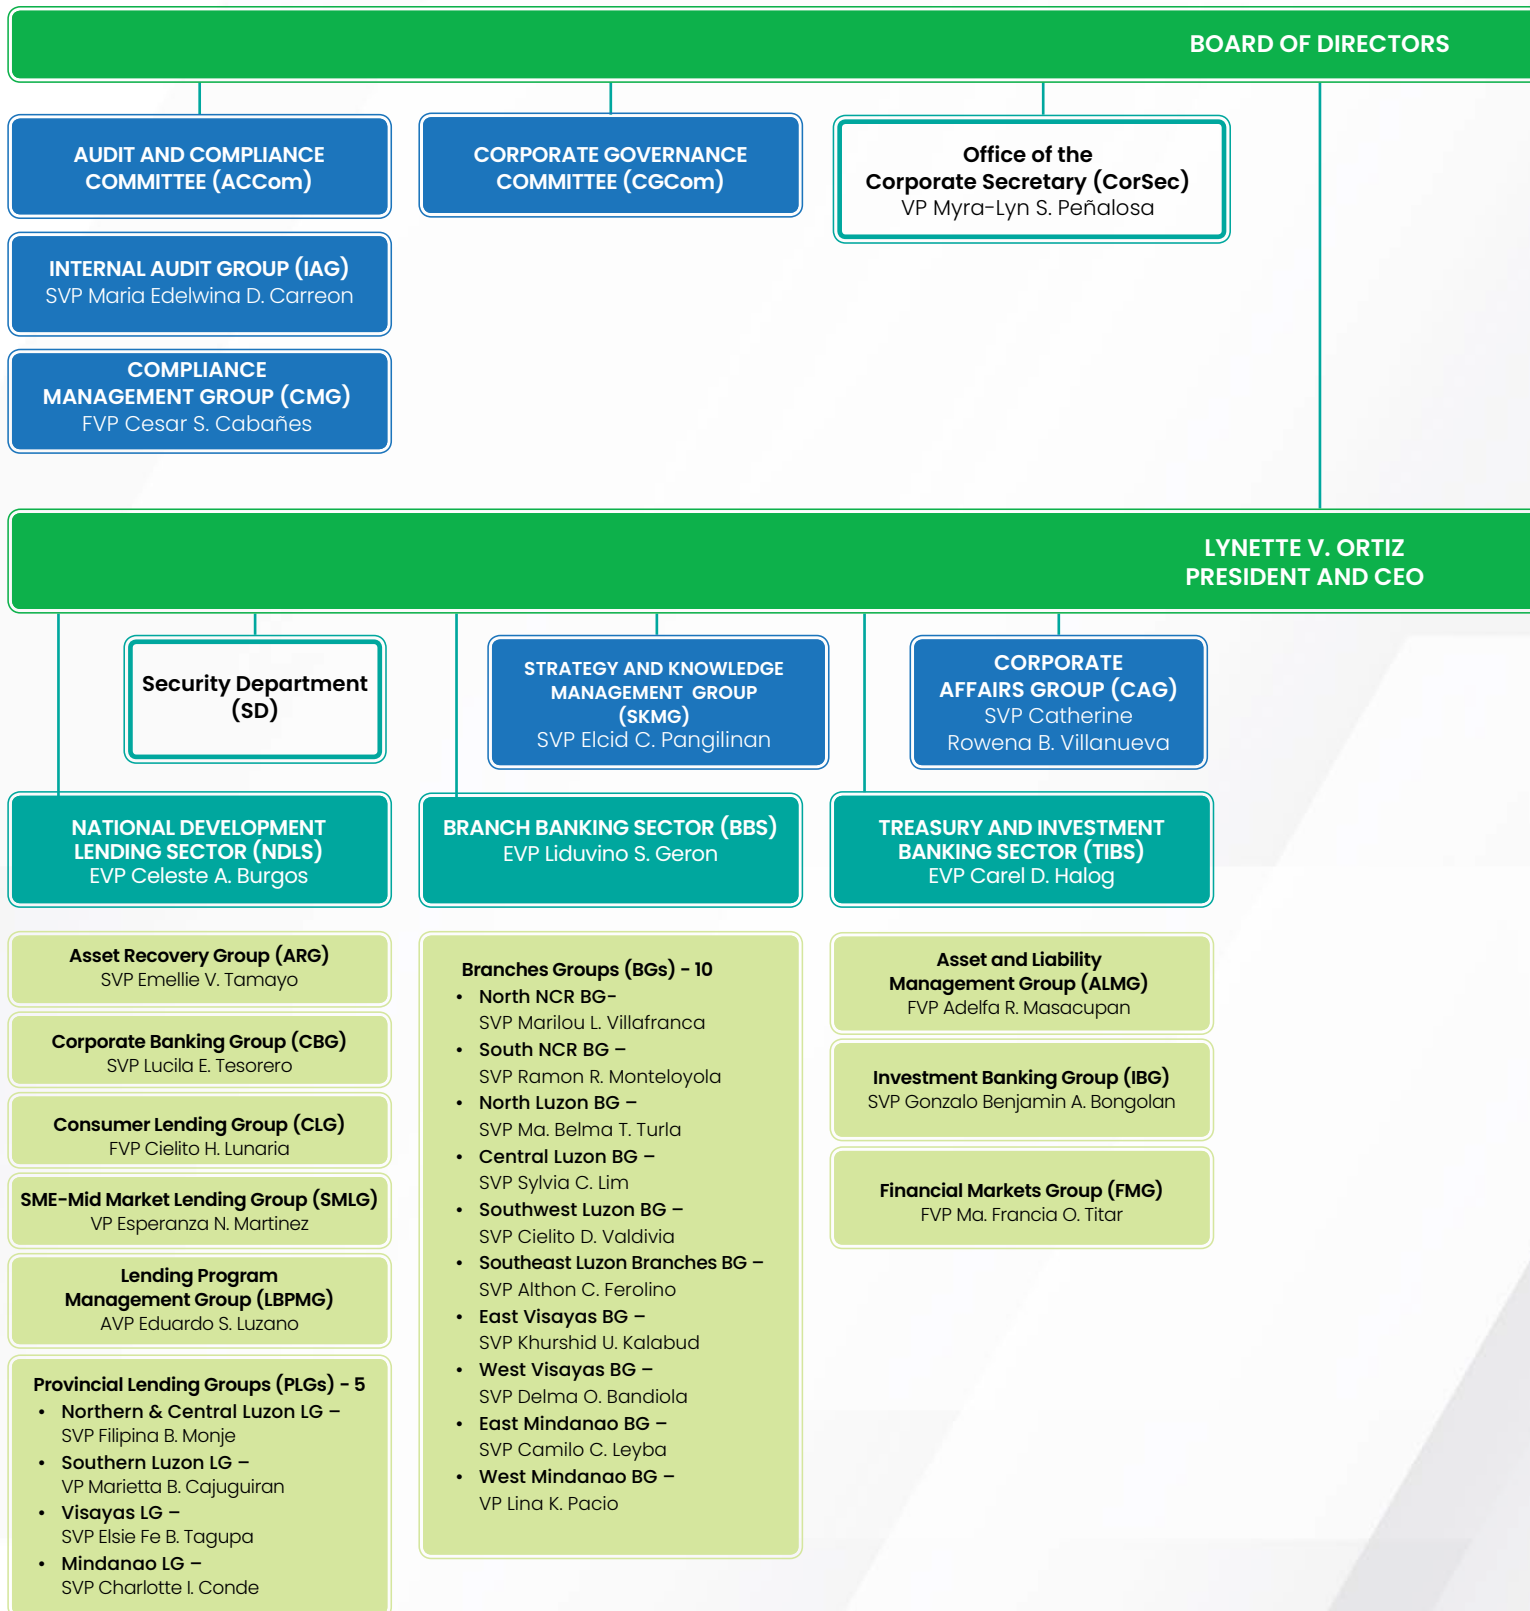 BOARD OF DIRECTORS
AUDIT AND COMPLIANCE
COMMITTEE (ACCom)
CORPORATE GOVERNANCE
COMMITTEE (CGCom)
Office of the
Corporate Secretary (CorSec)
VP Myra-Lyn S. Peñalosa
INTERNAL AUDIT GROUP (IAG)
SVP Maria Edelwina D. Carreon
COMPLIANCE
MANAGEMENT GROUP (CMG)
FVP Cesar S. Cabañes
LYNETTE V. ORTIZ
PRESIDENT AND CEO
Security Department
(SD)
STRATEGY AND KNOWLEDGE
MANAGEMENT GROUP
(SKMG)
SVP Elcid C. Pangilinan
CORPORATE
AFFAIRS GROUP (CAG)
SVP Catherine
Rowena B. Villanueva
NATIONAL DEVELOPMENT
LENDING SECTOR (NDLS)
EVP Celeste A. Burgos
BRANCH BANKING SECTOR (BBS)
EVP Liduvino S. Geron
TREASURY AND INVESTMENT
BANKING SECTOR (TIBS)
EVP Carel D. Halog
Asset Recovery Group (ARG)
SVP Emellie V. Tamayo
Corporate Banking Group (CBG)
SVP Lucila E. Tesorero
Consumer Lending Group (CLG)
FVP Cielito H. Lunaria
SME-Mid Market Lending Group (SMLG)
VP Esperanza N. Martinez
Lending Program
Management Group (LBPMG)
AVP Eduardo S. Luzano
Provincial Lending Groups (PLGs) - 5
• Northern & Central Luzon LG –
SVP Filipina B. Monje
• Southern Luzon LG –
VP Marietta B. Cajuguiran
• Visayas LG –
SVP Elsie Fe B. Tagupa
• Mindanao LG –
SVP Charlotte I. Conde
Branches Groups (BGs) - 10
• North NCR BG-
SVP Marilou L. Villafranca
• South NCR BG –
SVP Ramon R. Monteloyola
• North Luzon BG –
SVP Ma. Belma T. Turla
• Central Luzon BG –
SVP Sylvia C. Lim
• Southwest Luzon BG –
SVP Cielito D. Valdivia
• Southeast Luzon Branches BG –
SVP Althon C. Ferolino
• East Visayas BG –
SVP Khurshid U. Kalabud
• West Visayas BG –
SVP Delma O. Bandiola
• East Mindanao BG –
SVP Camilo C. Leyba
• West Mindanao BG –
VP Lina K. Pacio
Asset and Liability
Management Group (ALMG)
FVP Adelfa R. Masacupan
Investment Banking Group (IBG)
SVP Gonzalo Benjamin A. Bongolan
Financial Markets Group (FMG)
FVP Ma. Francia O. Titar